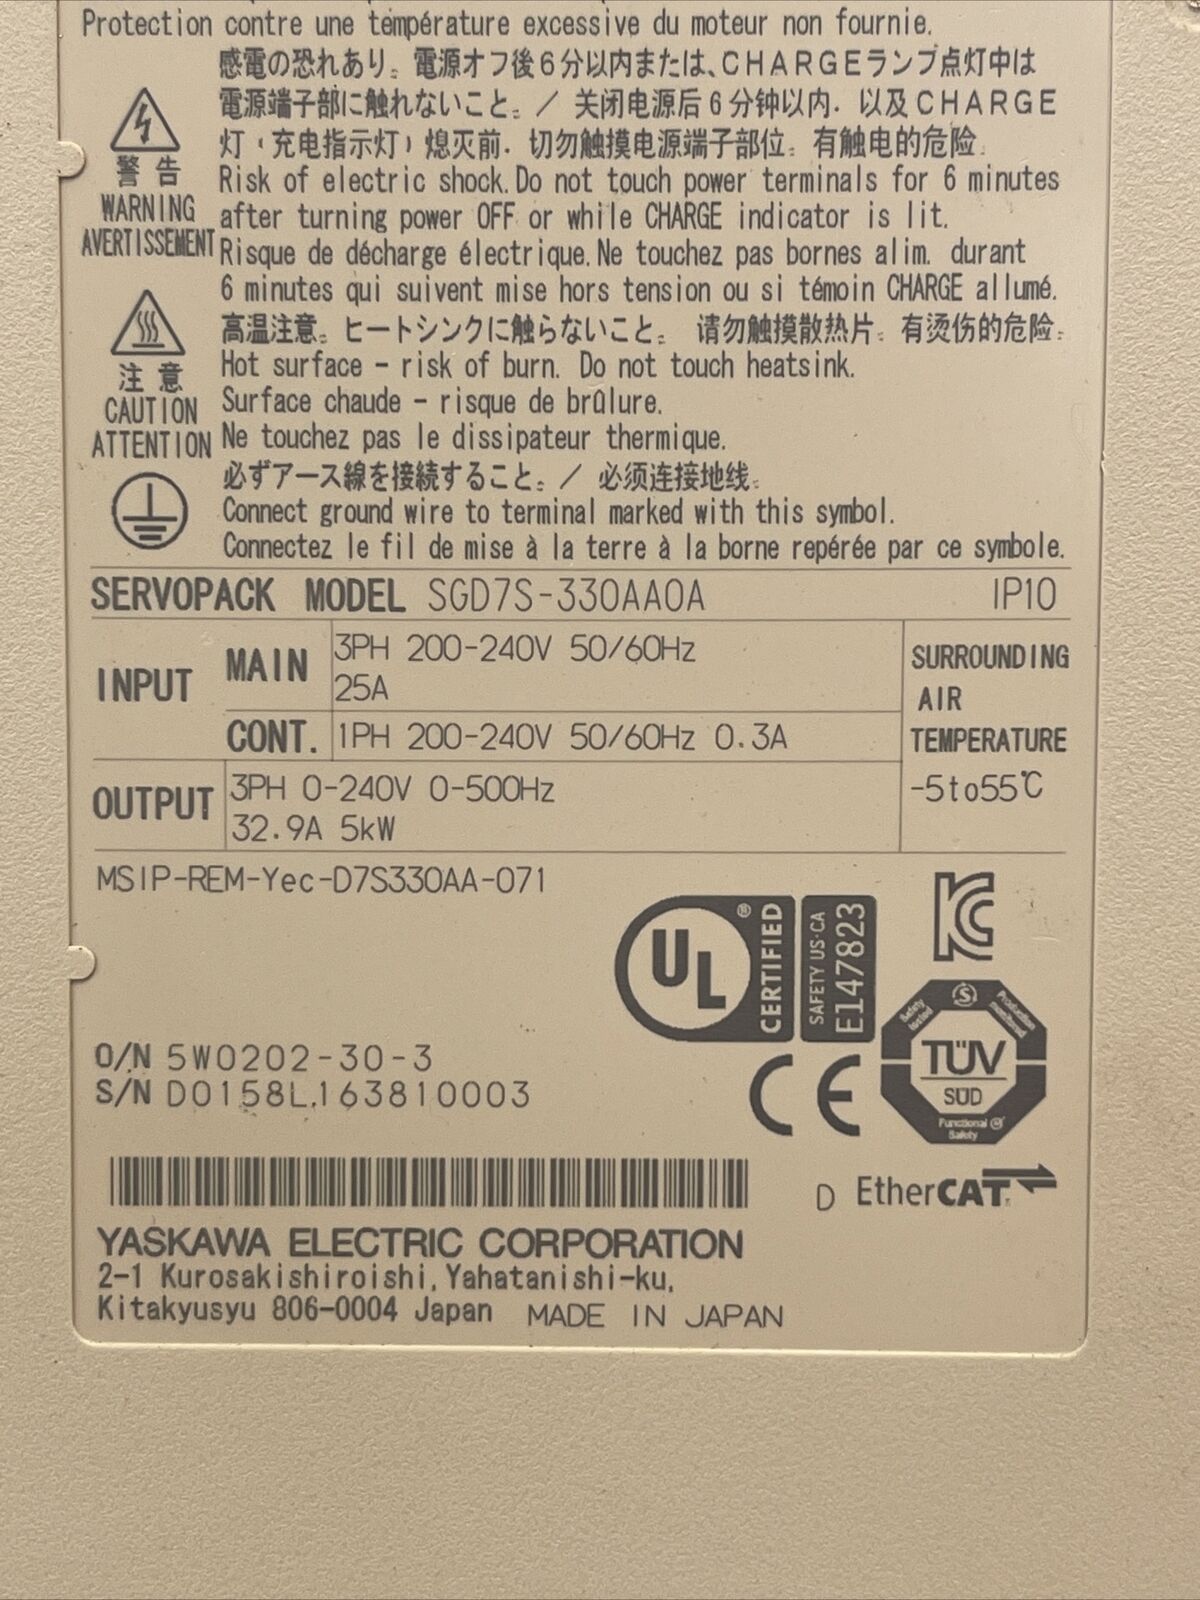 Protection contre une température excessive du moteur non fournie.
感電の恐れあり。電源オフ後6分以内または、CHARGEランプ点灯中は
電源端子部に触れないこと。/ 关闭电源后6分钟以内，以及CHARGE
灯（充电指示灯）熄灭前，切勿触摸电源端子部位。有触电的危险。
警告
WARNING
AVERTISSEMENT
Risk of electric shock. Do not touch power terminals for 6 minutes
after turning power OFF or while CHARGE indicator is lit.
Risque de décharge électrique. Ne touchez pas bornes alim. durant
6 minutes qui suivent mise hors tension ou si témoin CHARGE allumé.
高温注意。ヒートシンクに触らないこと。 请勿触摸散热片。有烫伤的危险。
注意
CAUTION
ATTENTION
Hot surface - risk of burn. Do not touch heatsink.
Surface chaude - risque de brûlure.
Ne touchez pas le dissipateur thermique.
必ずアース線を接続すること。/ 必须连接地线。
Connect ground wire to terminal marked with this symbol.
Connectez le fil de mise à la terre à la borne repérée par ce symbole.
SERVOPACK MODEL SGD7S-330AA0A IP10
INPUT
MAIN
3PH 200-240V 50/60Hz
25A
CONT. 1PH 200-240V 50/60Hz 0.3A
OUTPUT
3PH 0-240V 0-500Hz
32.9A 5kW
SURROUNDING
AIR
TEMPERATURE
-5to55℃
MSIP-REM-Yec-D7S330AA-071
UL ® CERTIFIED
SAFETY US-CA
E147823
KC
Safety tested
Production monitored
TÜV
SÜD
Functional Safety
CE
O/N 5W0202-30-3
S/N D0158L163810003
D EtherCAT
YASKAWA ELECTRIC CORPORATION
2-1 Kurosakishiroishi, Yahatanishi-ku,
Kitakyusyu 806-0004 Japan MADE IN JAPAN